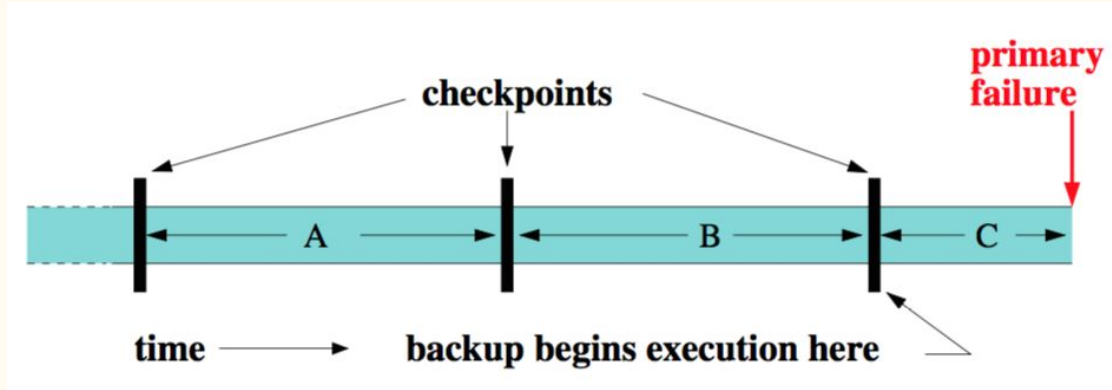 primary
failure
checkpoints
A
B
C
time
backup begins execution here